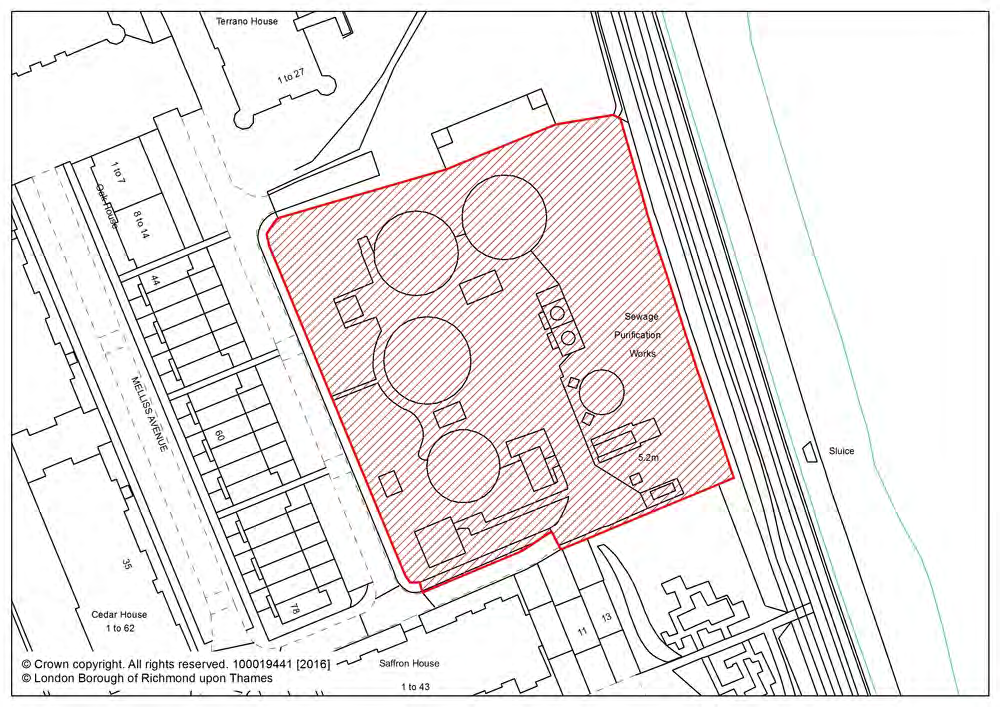 Terrano House
1 to 27
1 to 7
Oak House
8 to 14
44
MELLISS AVENUE
60
Sewage
Purification
Works
5.2m
Sluice
35
78
Cedar House
1 to 62
11
13
Saffron House
1 to 43
© Crown copyright. All rights reserved. 100019441 [2016]
© London Borough of Richmond upon Thames